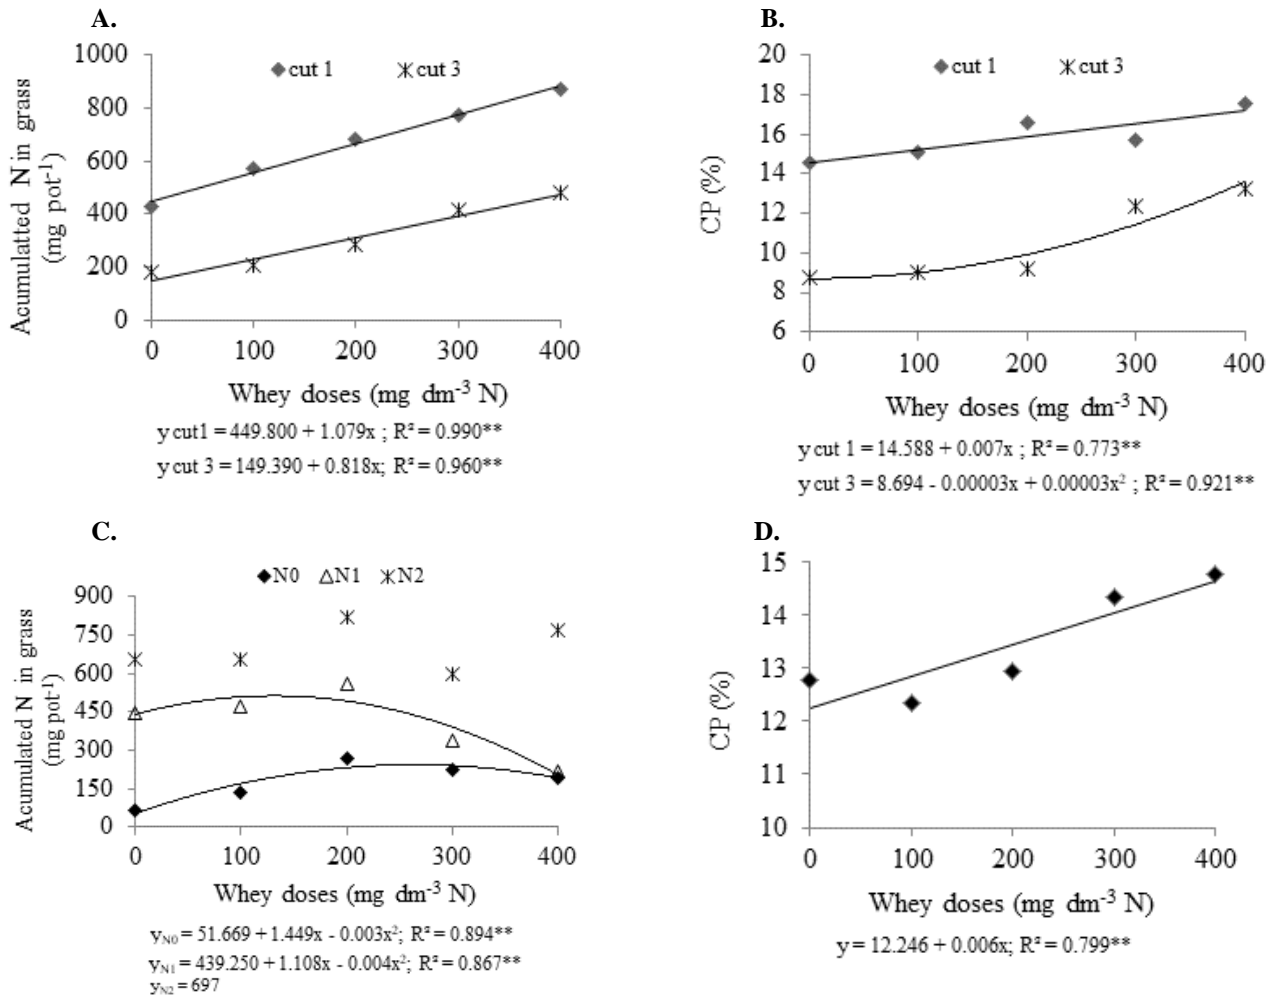 A.
1000
800
600
400
200
0
Acumulatted N in grass
(mg pot⁻¹)
cut 1 cut 3
0 100 200 300 400
Whey doses (mg dm⁻³ N)
y cut1 = 449.800 + 1.079x ; R² = 0.990**
y cut 3 = 149.390 + 0.818x; R² = 0.960**
B.
20
18
16
14
12
10
8
6
CP (%)
cut 1 cut 3
0 100 200 300 400
Whey doses (mg dm⁻³ N)
y cut 1 = 14.588 + 0.007x ; R² = 0.773**
y cut 3 = 8.694 - 0.00003x + 0.00003x² ; R² = 0.921**
C.
N0 N1 N2
900
750
600
450
300
150
0
Acumulated N in grass
(mg pot⁻¹)
0 100 200 300 400
Whey doses (mg dm⁻³ N)
yN0 = 51.669 + 1.449x - 0.003x²; R² = 0.894**
yN1 = 439.250 + 1.108x - 0.004x²; R² = 0.867**
yN2 = 697
D.
15
14
13
12
11
10
CP (%)
0 100 200 300 400
Whey doses (mg dm⁻³ N)
y = 12.246 + 0.006x; R² = 0.799**